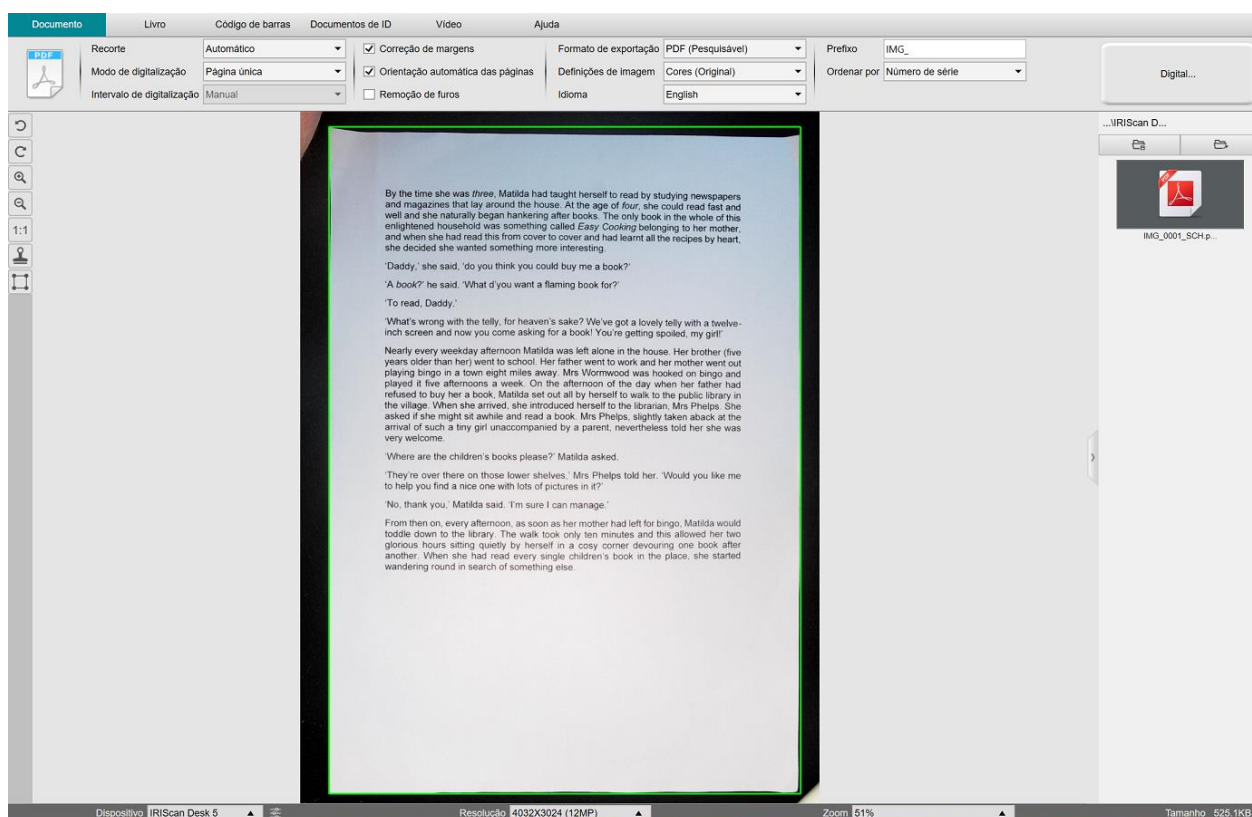 Documento Livro Código de barras Documentos de ID Vídeo Ajuda
PDF
Recorte Automático
Modo de digitalização Página única
Intervalo de digitalização Manual
Correção de margens
Orientação automática das páginas
Remoção de furos
Formato de exportação PDF (Pesquisável)
Definições de imagem Cores (Original)
Idioma English
Prefixo IMG_
Ordenar por Número de série
Digital...
1:1
By the time she was three, Matilda had taught herself to read by studying newspapers
and magazines that lay around the house. At the age of four, she could read fast and
well and she naturally began hankering after books. The only book in the whole of this
enlightened household was something called Easy Cooking belonging to her mother,
and when she had read this from cover to cover and had learnt all the recipes by heart,
she decided she wanted something more interesting.
'Daddy,' she said, 'do you think you could buy me a book?'
'A book?' he said. 'What d'you want a flaming book for?'
'To read, Daddy.'
'What's wrong with the telly, for heaven's sake? We've got a lovely telly with a twelve-
inch screen and now you come asking for a book! You're getting spoiled, my girl!'
Nearly every weekday afternoon Matilda was left alone in the house. Her brother (five
years older than her) went to school. Her father went to work and her mother went out
playing bingo in a town eight miles away. Mrs Wormwood was hooked on bingo and
played it five afternoons a week. On the afternoon of the day when her father had
refused to buy her a book, Matilda set out all by herself to walk to the public library in
the village. When she arrived, she introduced herself to the librarian, Mrs Phelps. She
asked if she might sit awhile and read a book. Mrs Phelps, slightly taken aback at the
arrival of such a tiny girl unaccompanied by a parent, nevertheless told her she was
very welcome.
'Where are the children's books please?' Matilda asked.
'They're over there on those lower shelves,' Mrs Phelps told her. 'Would you like me
to help you find a nice one with lots of pictures in it?'
'No, thank you,' Matilda said. 'I'm sure I can manage.'
From then on, every afternoon, as soon as her mother had left for bingo, Matilda would
toddle down to the library. The walk took only ten minutes and this allowed her two
glorious hours sitting quietly by herself in a cosy corner devouring one book after
another. When she had read every single children's book in the place, she started
wandering round in search of something else.
...\IRIScan D...
PDF
IMG_0001_SCH.p...
Dispositivo IRIScan Desk 5 Resolução 4032X3024 (12MP) Zoom 51% Tamanho 525.1KB